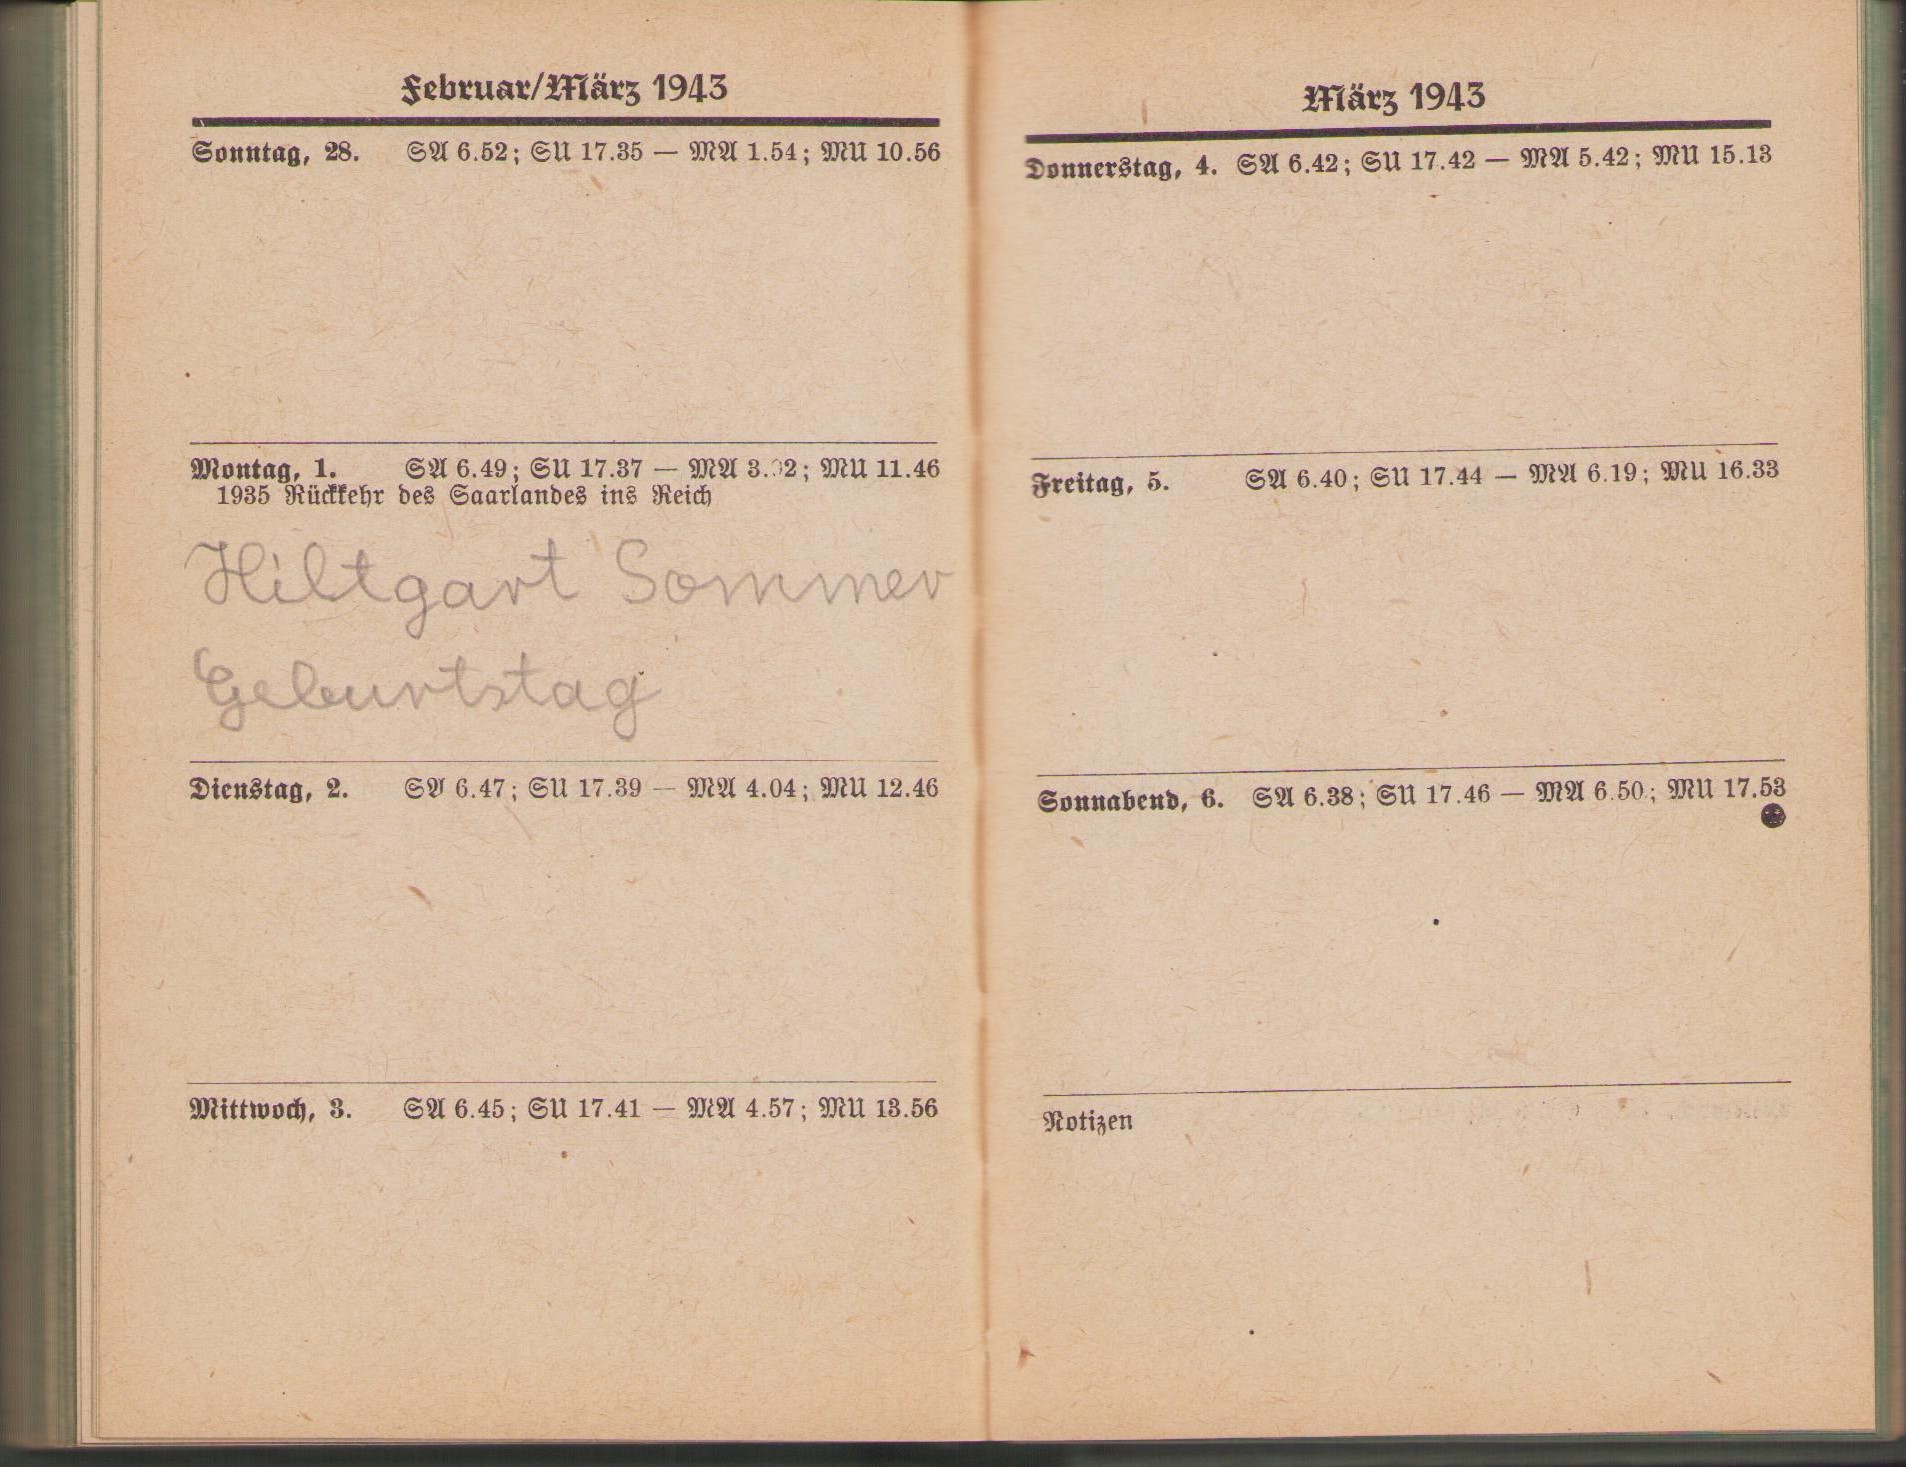 Februar/März 1943
Sonntag, 28. SA 6.52; SU 17.35 — MA 1.54; MU 10.56
Montag, 1. SA 6.49; SU 17.37 — MA 3.02; MU 11.46
1935 Rückkehr des Saarlandes ins Reich
Hiltgart Sommer
Geburtstag
Dienstag, 2. SA 6.47; SU 17.39 — MA 4.04; MU 12.46
Mittwoch, 3. SA 6.45; SU 17.41 — MA 4.57; MU 13.56
März 1943
Donnerstag, 4. SA 6.42; SU 17.42 — MA 5.42; MU 15.13
Freitag, 5. SA 6.40; SU 17.44 — MA 6.19; MU 16.33
Sonnabend, 6. SA 6.38; SU 17.46 — MA 6.50; MU 17.53
Notizen